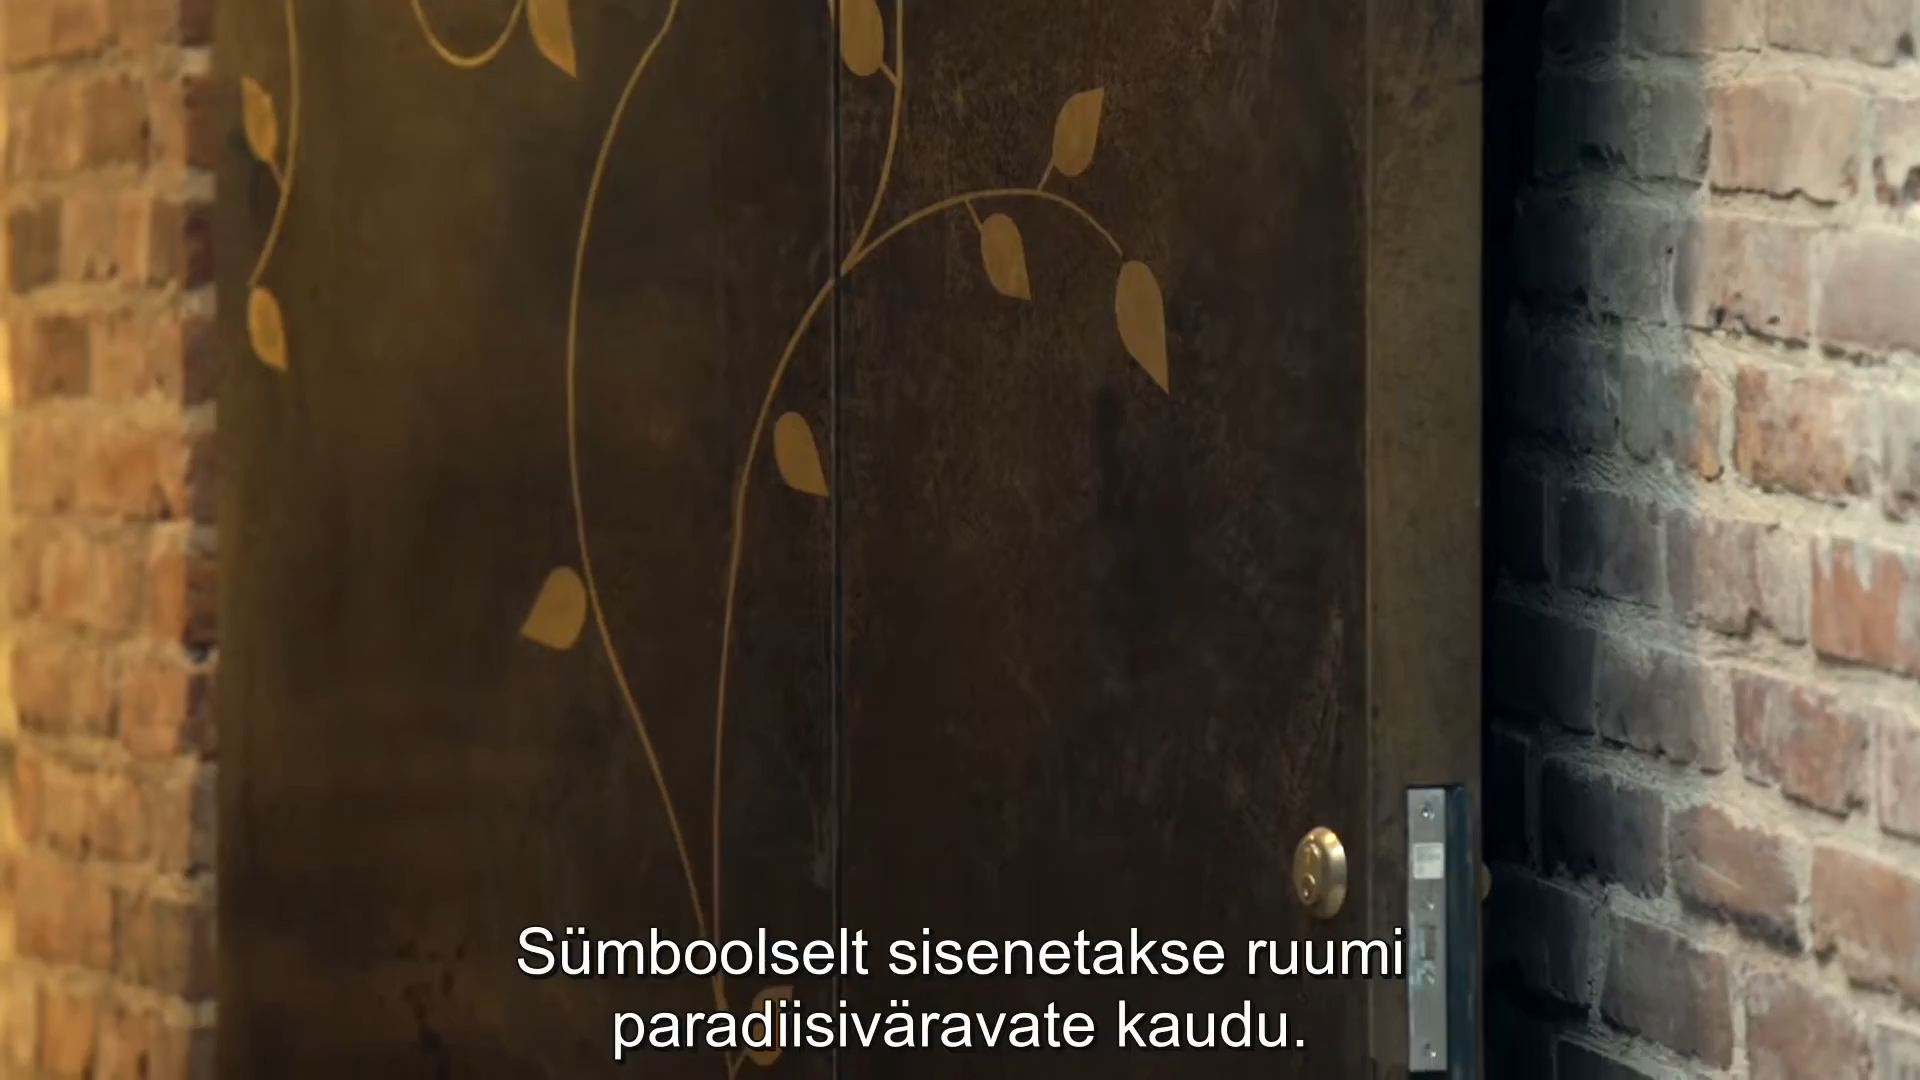 Sümboolselt sisenetakse ruumi
paradiisiväravate kaudu.